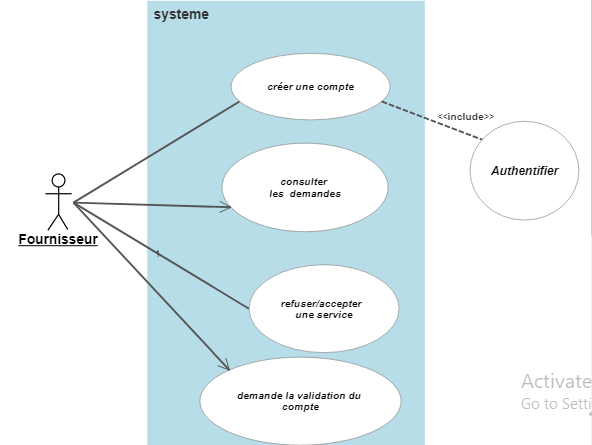 systeme
créer une compte
<<include>>
Authentifier
consulter
les demandes
Fournisseur
refuser/accepter
une service
demande la validation du
compte
Activate
Go to Setti